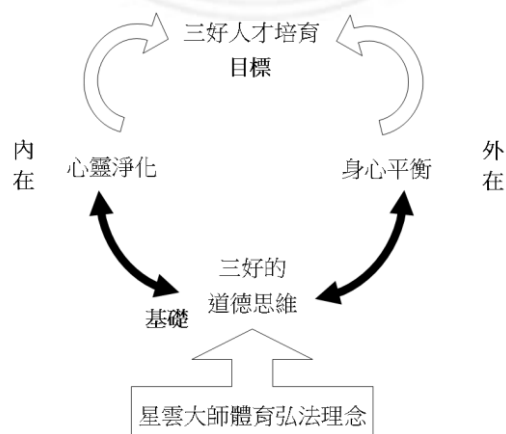 三好人才培育
目標
內在
心靈淨化
身心平衡
外在
三好的
道德思維
基礎
星雲大師體育弘法理念